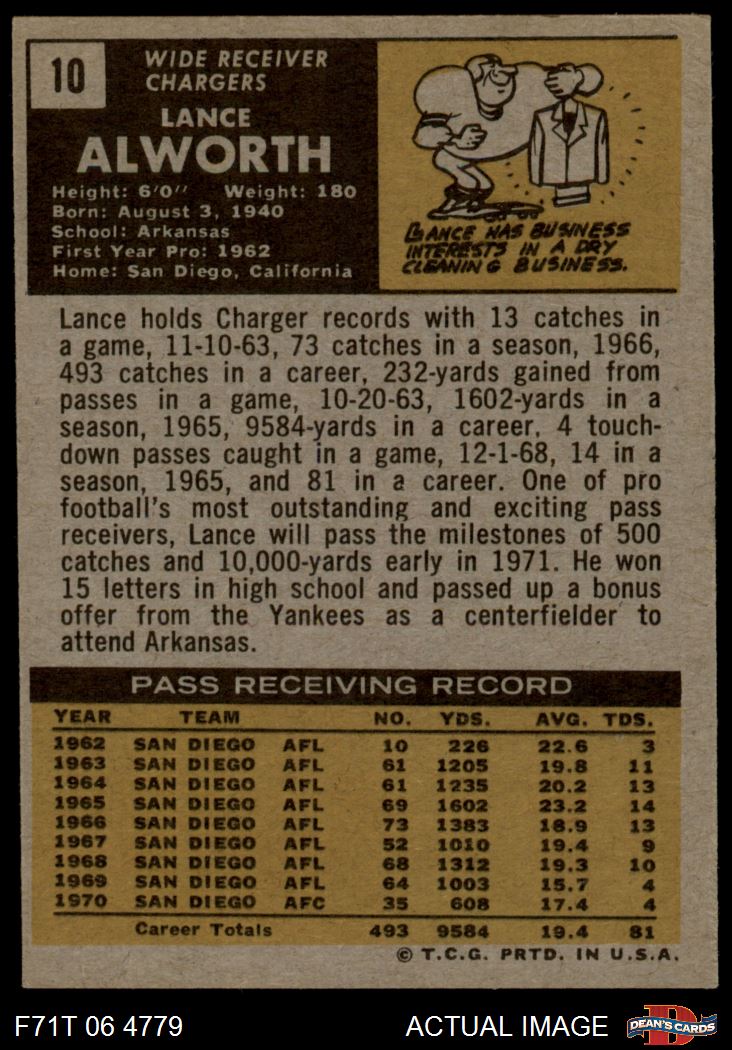 10
WIDE RECEIVER
CHARGERS
LANCE
ALWORTH
Height: 6'0" Weight: 180
Born: August 3, 1940
School: Arkansas
First Year Pro: 1962
Home: San Diego, California
LANCE HAS BUSINESS
INTERESTS IN A DRY
CLEANING BUSINESS.
Lance holds Charger records with 13 catches in
a game, 11-10-63, 73 catches in a season, 1966,
493 catches in a career, 232-yards gained from
passes in a game, 10-20-63, 1602-yards in a
season, 1965, 9584-yards in a career, 4 touch-
down passes caught in a game, 12-1-68, 14 in a
season, 1965, and 81 in a career. One of pro
football's most outstanding and exciting pass
receivers, Lance will pass the milestones of 500
catches and 10,000-yards early in 1971. He won
15 letters in high school and passed up a bonus
offer from the Yankees as a centerfielder to
attend Arkansas.
PASS RECEIVING RECORD
YEAR TEAM NO. YDS. AVG. TDS.
1962 SAN DIEGO AFL 10 226 22.6 3
1963 SAN DIEGO AFL 61 1205 19.8 11
1964 SAN DIEGO AFL 61 1235 20.2 13
1965 SAN DIEGO AFL 69 1602 23.2 14
1966 SAN DIEGO AFL 73 1383 18.9 13
1967 SAN DIEGO AFL 52 1010 19.4 9
1968 SAN DIEGO AFL 68 1312 19.3 10
1969 SAN DIEGO AFL 64 1003 15.7 4
1970 SAN DIEGO AFC 35 608 17.4 4
Career Totals 493 9584 19.4 81
© T.C.G. PRTD. IN U.S.A.
F71T 06 4779 ACTUAL IMAGE
D
DEAN'S CARDS